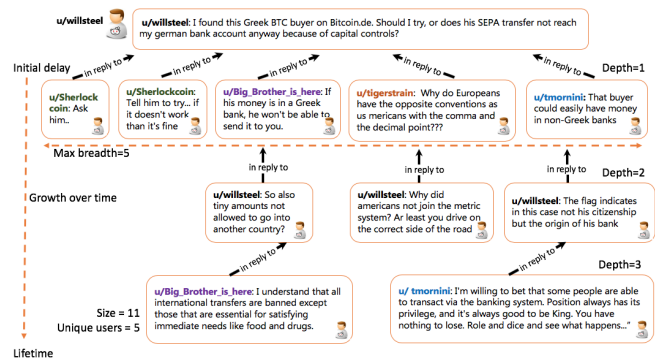 u/willsteel
u/willsteel: I found this Greek BTC buyer on Bitcoin.de. Should I try, or does his SEPA transfer not reach
my german bank account anyway because of capital controls?
Initial delay
in reply to
in reply to
in reply to
in reply to
in reply to
Depth=1
u/Sherlock
coin: Ask
him..
u/Sherlockcoin:
Tell him to try... if
it doesn't work
than it's fine
u/Big_Brother_is_here: If
his money is in a Greek
bank, he won't be able to
send it to you.
u/tigerstrain: Why do Europeans
have the opposite conventions as
us mericans with the comma and
the decimal point???
u/tmornini: That buyer
could easily have money
in non-Greek banks
Max breadth=5
in reply to
in reply to
in reply to
Depth=2
Growth over time
u/willsteel: So also
tiny amounts not
allowed to go into
another country?
u/willsteel: Why did
americans not join the metric
system? Ar least you drive on
the correct side of the road
u/willsteel: The flag indicates
in this case not his citizenship
but the origin of his bank
in reply to
in reply to
Depth=3
Size = 11
Unique users = 5
u/Big_Brother_is_here: I understand that all
international transfers are banned except
those that are essential for satisfying
immediate needs like food and drugs.
u/ tmornini: I'm willing to bet that some people are able
to transact via the banking system. Position always has its
privilege, and it's always good to be King. You have
nothing to lose. Role and dice and see what happens..."
Lifetime